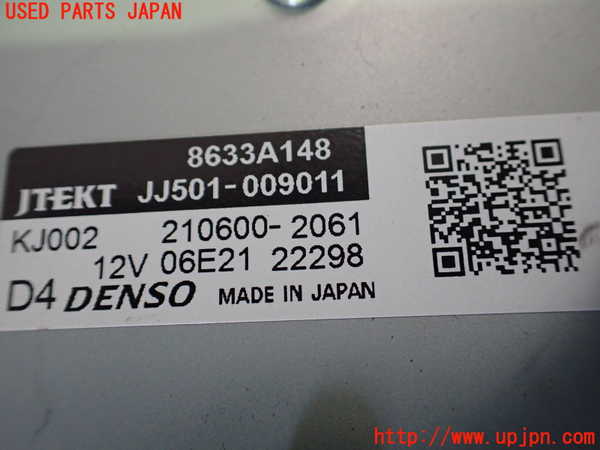 USED PARTS JAPAN
8633A148
JTEKT JJ501-009011
KJ002 210600-2061
12V 06E21 22298
D4 DENSO MADE IN JAPAN
http://www.upjpn.com/